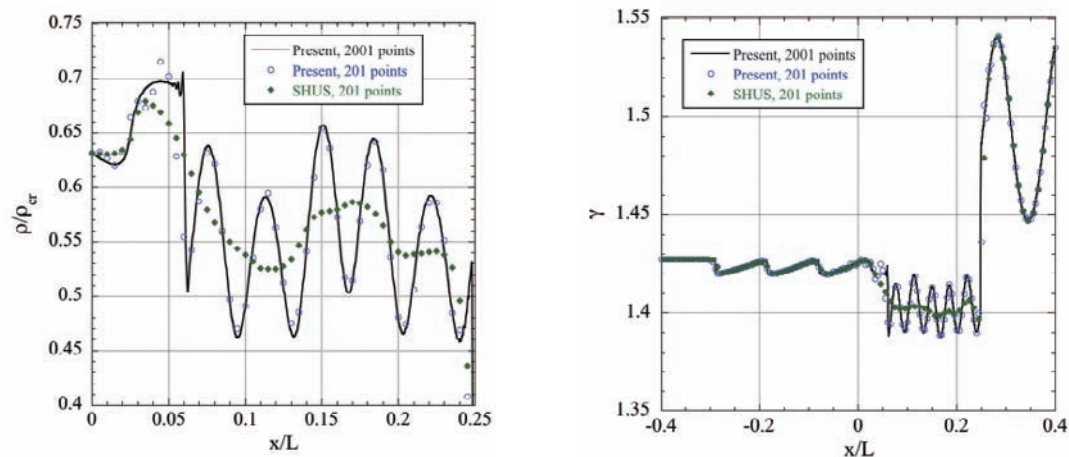 0.75
0.7
0.65
0.6
0.55
0.5
0.45
0.4
ρ/ρcr
Present, 2001 points
Present, 201 points
SHUS, 201 points
0
0.05
0.1
0.15
0.2
0.25
x/L
1.55
1.5
1.45
1.4
1.35
γ
Present, 2001 points
Present, 201 points
SHUS, 201 points
-0.4
-0.2
0
0.2
0.4
x/L